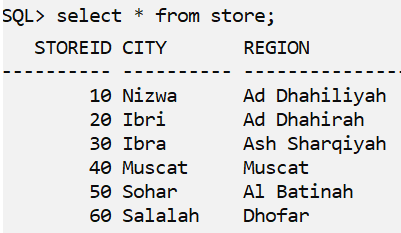 SQL> select * from store;
STOREID CITY REGION
---------- ---------- ----------------
10 Nizwa Ad Dhahiliyah
20 Ibri Ad Dhahirah
30 Ibra Ash Sharqiyah
40 Muscat Muscat
50 Sohar Al Batinah
60 Salalah Dhofar